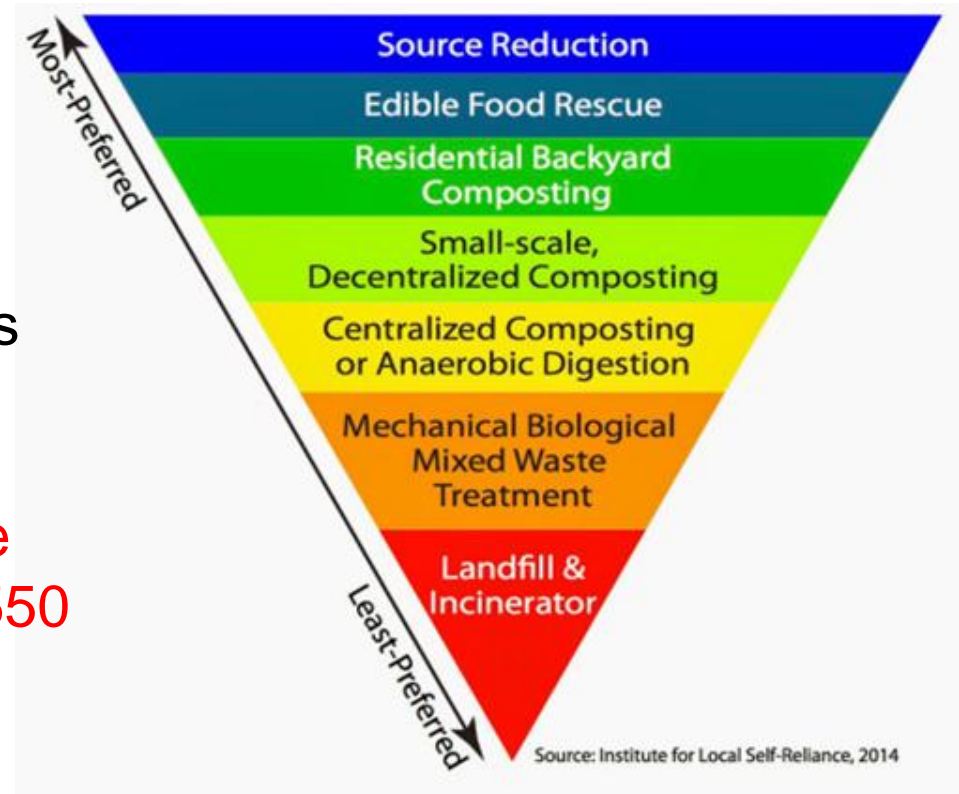 Most-Preferred
Source Reduction
Edible Food Rescue
Residential Backyard
Composting
Small-scale,
Decentralized Composting
s
Centralized Composting
or Anaerobic Digestion
Mechanical Biological
Mixed Waste
Treatment
e
550
Landfill &
Incinerator
Least-Preferred
Source: Institute for Local Self-Reliance, 2014